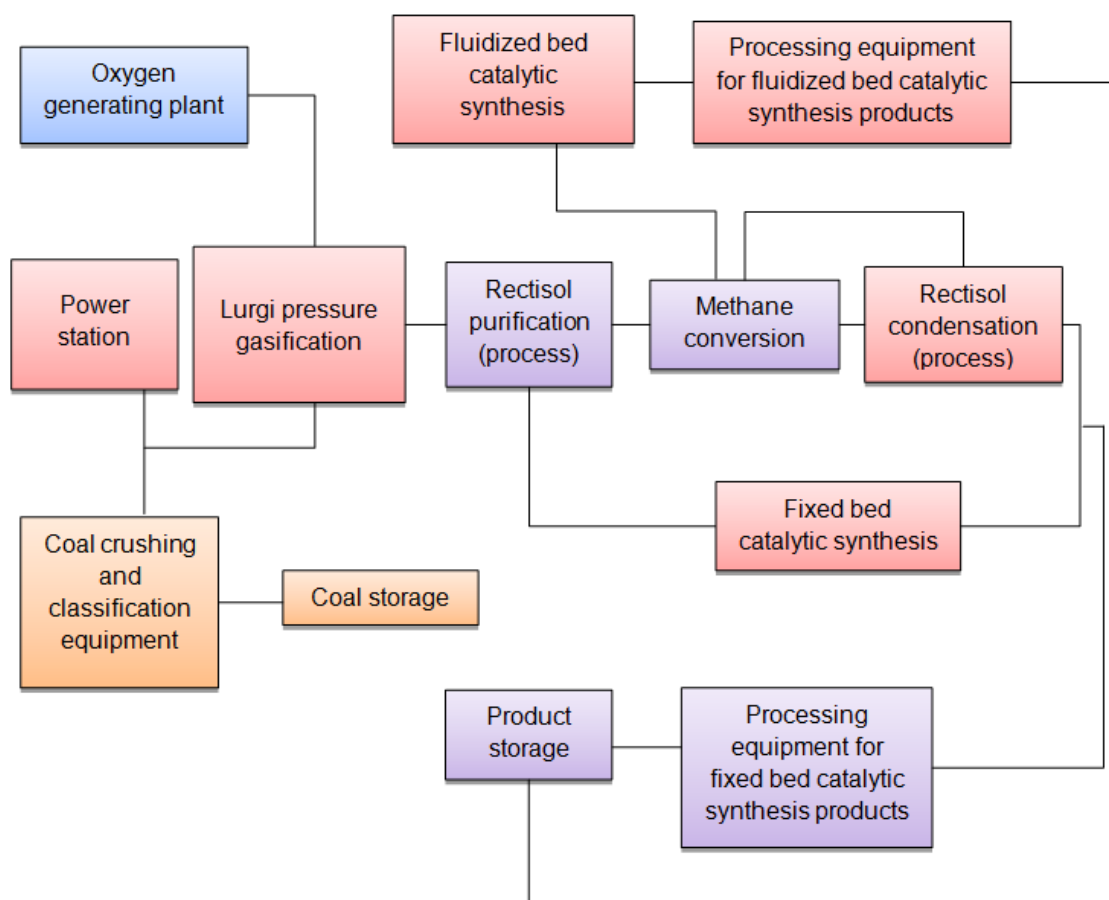 Oxygen
generating plant
Fluidized bed
catalytic
synthesis
Processing equipment
for fluidized bed catalytic
synthesis products
Power
station
Lurgi pressure
gasification
Rectisol
purification
(process)
Methane
conversion
Rectisol
condensation
(process)
Fixed bed
catalytic synthesis
Coal crushing
and
classification
equipment
Coal storage
Product
storage
Processing
equipment for
fixed bed catalytic
synthesis products